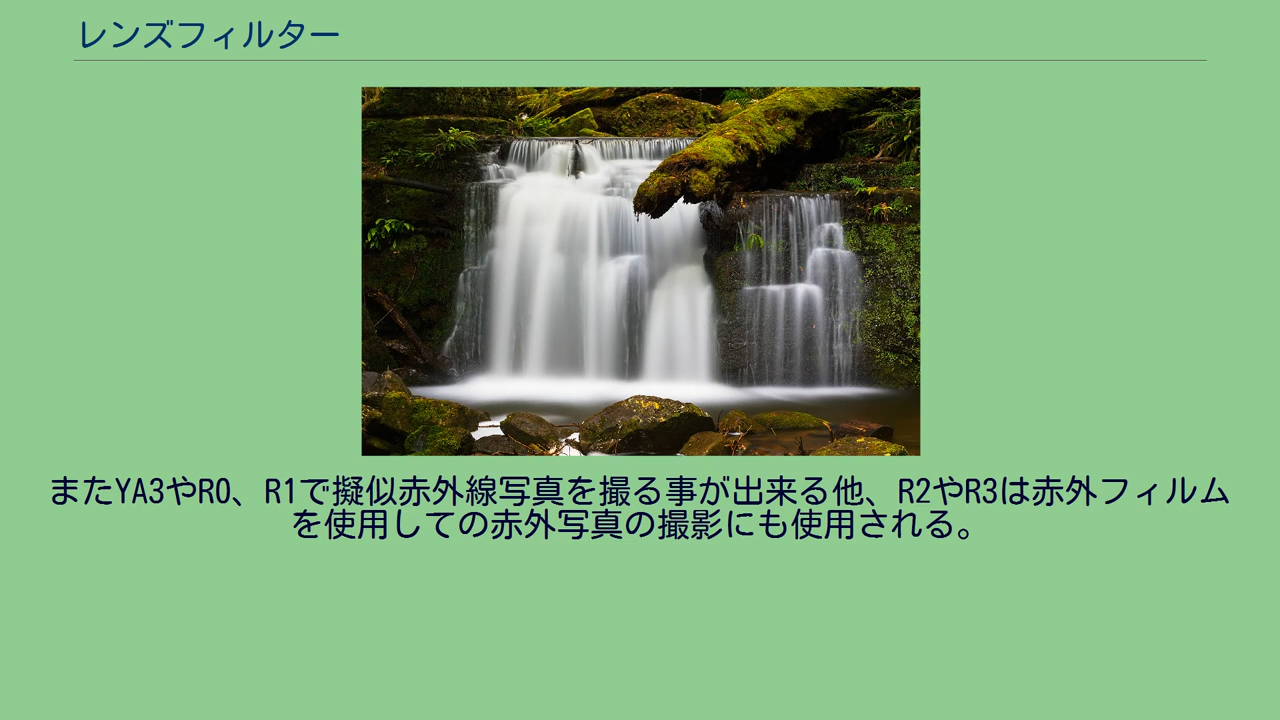 レンズフィルター
またYA3やR0、R1で擬似赤外線写真を撮る事が出来る他、R2やR3は赤外フィルム
を使用しての赤外写真の撮影にも使用される。